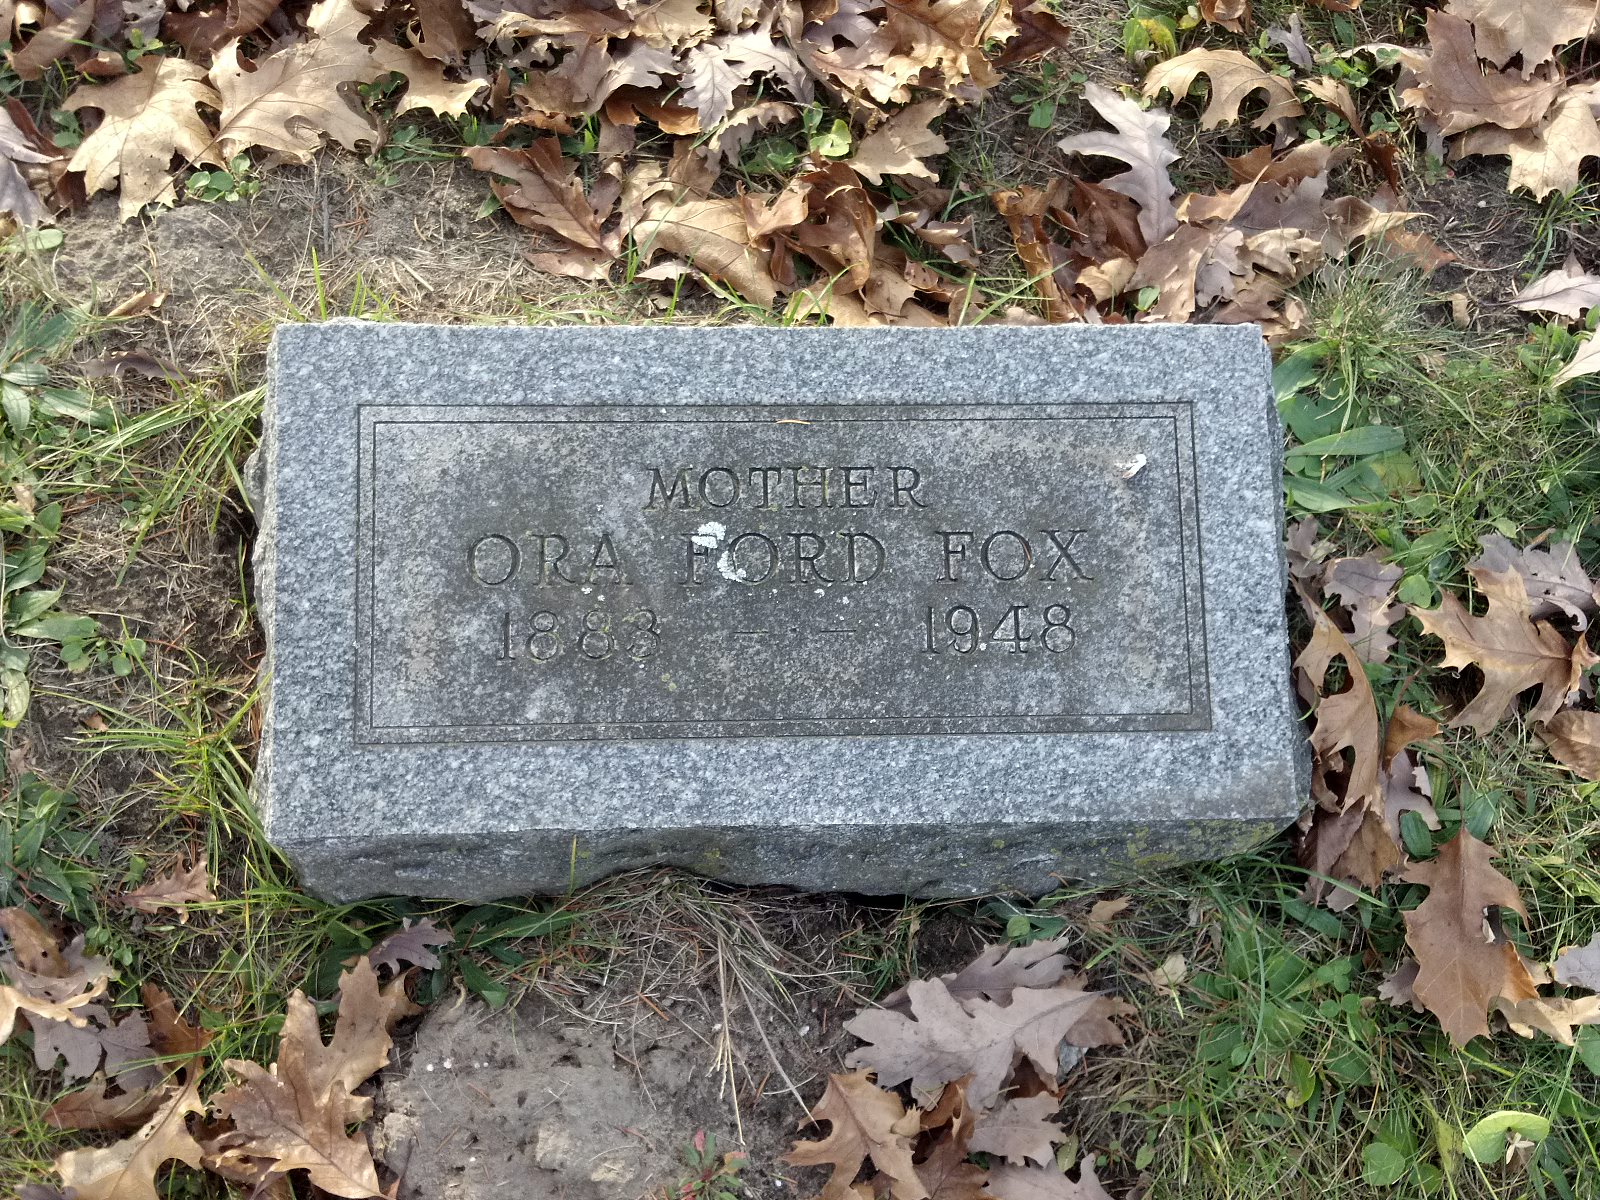 MOTHER
ORA FORD FOX
1883 — · — 1948